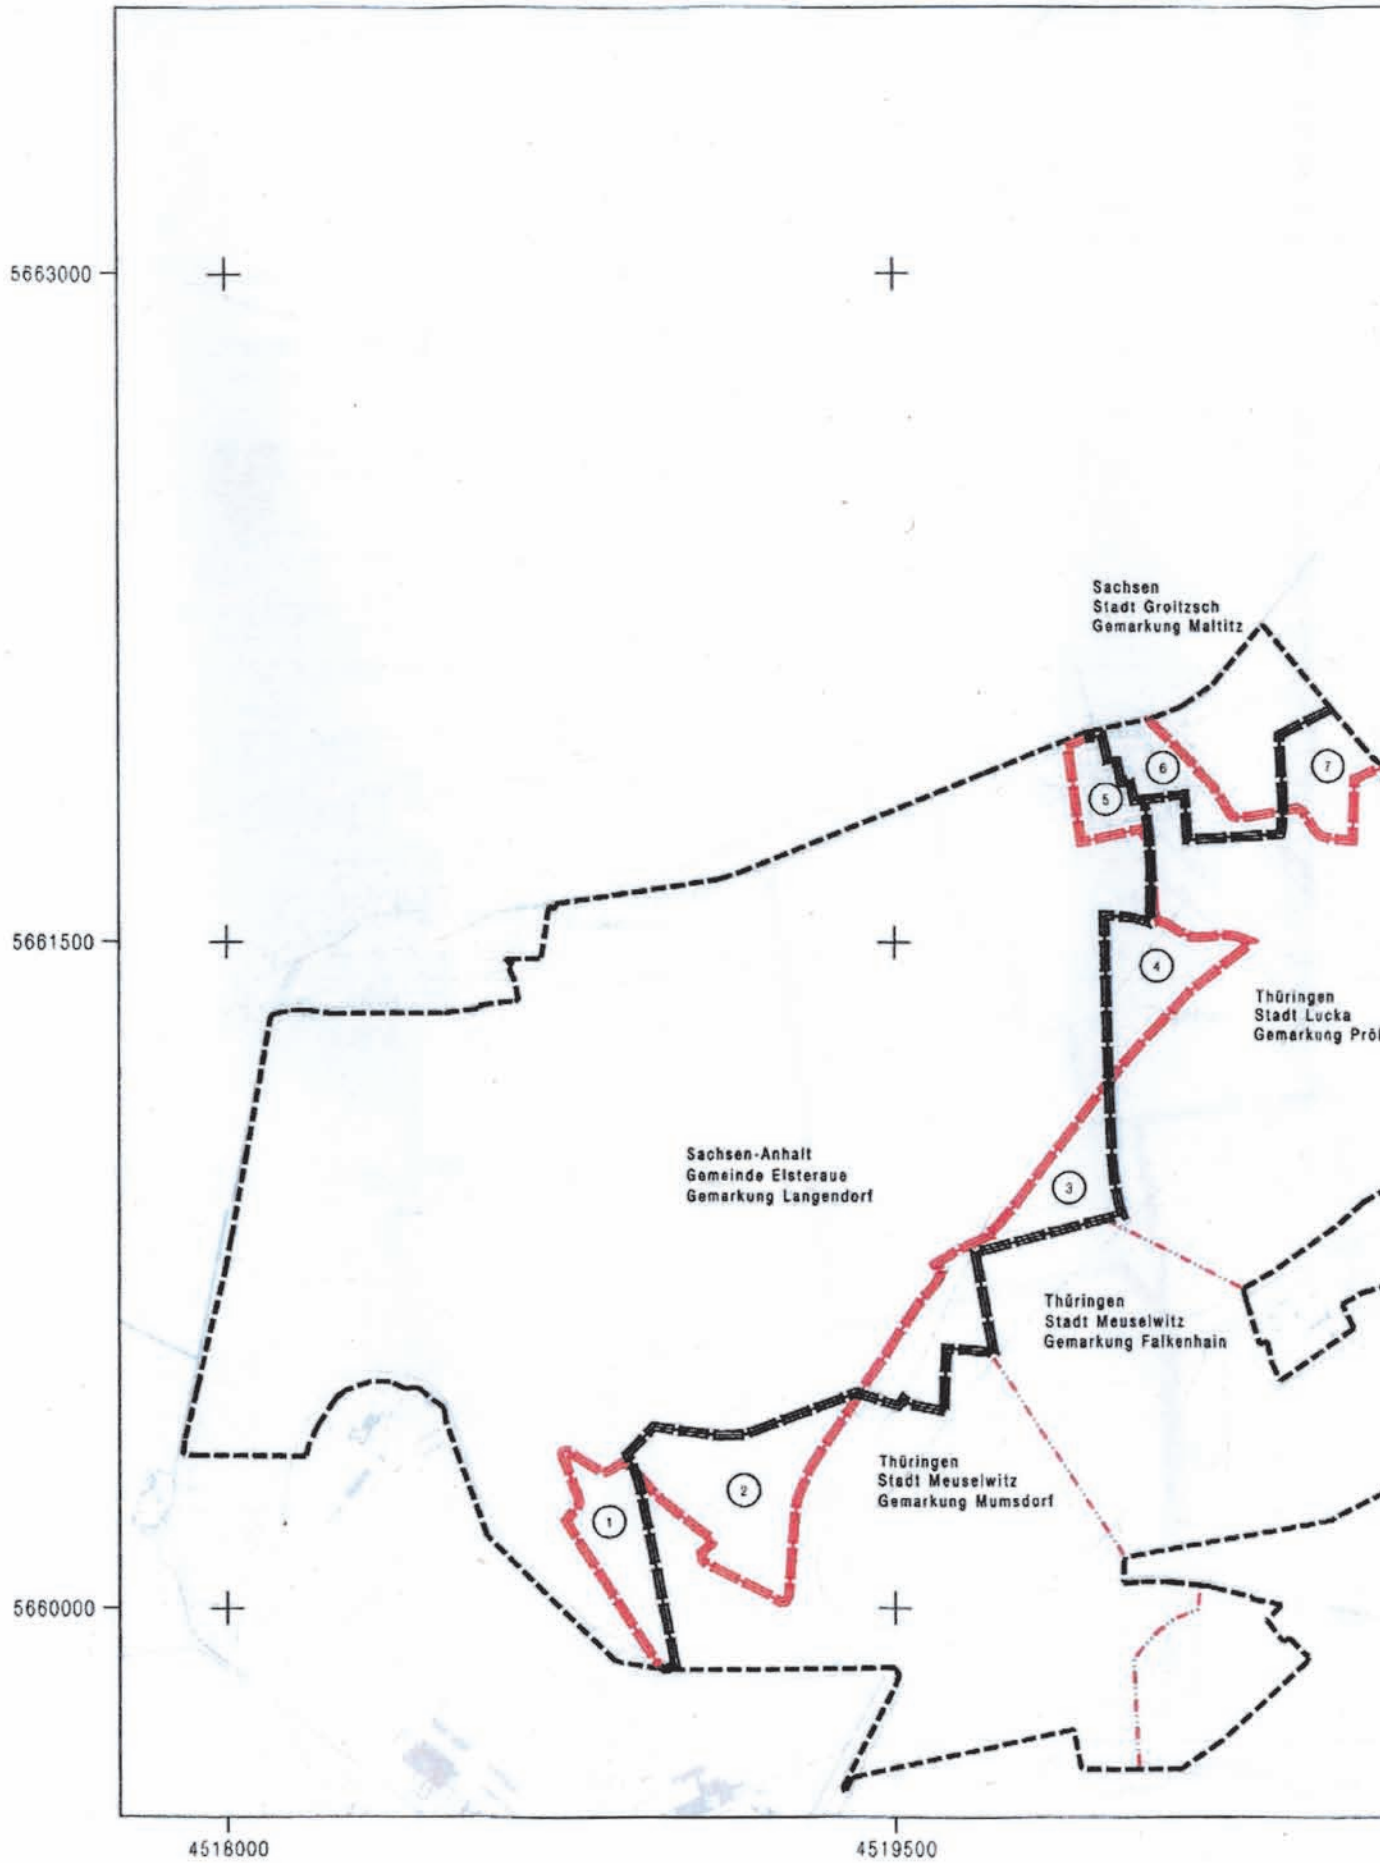 5663000
Sachsen
Stadt Groitzsch
Gemarkung Maltitz
6
7
5
5661500
4
Thüringen
Stadt Lucka
Gemarkung
Sachsen-Anhalt
Gemeinde Elsteraue
Gemarkung Langendorf
3
Thüringen
Stadt Meuselwitz
Gemarkung Falkenhain
Thüringen
Stadt Meuselwitz
Gemarkung Mumsdorf
2
1
5660000
4518000
4519500